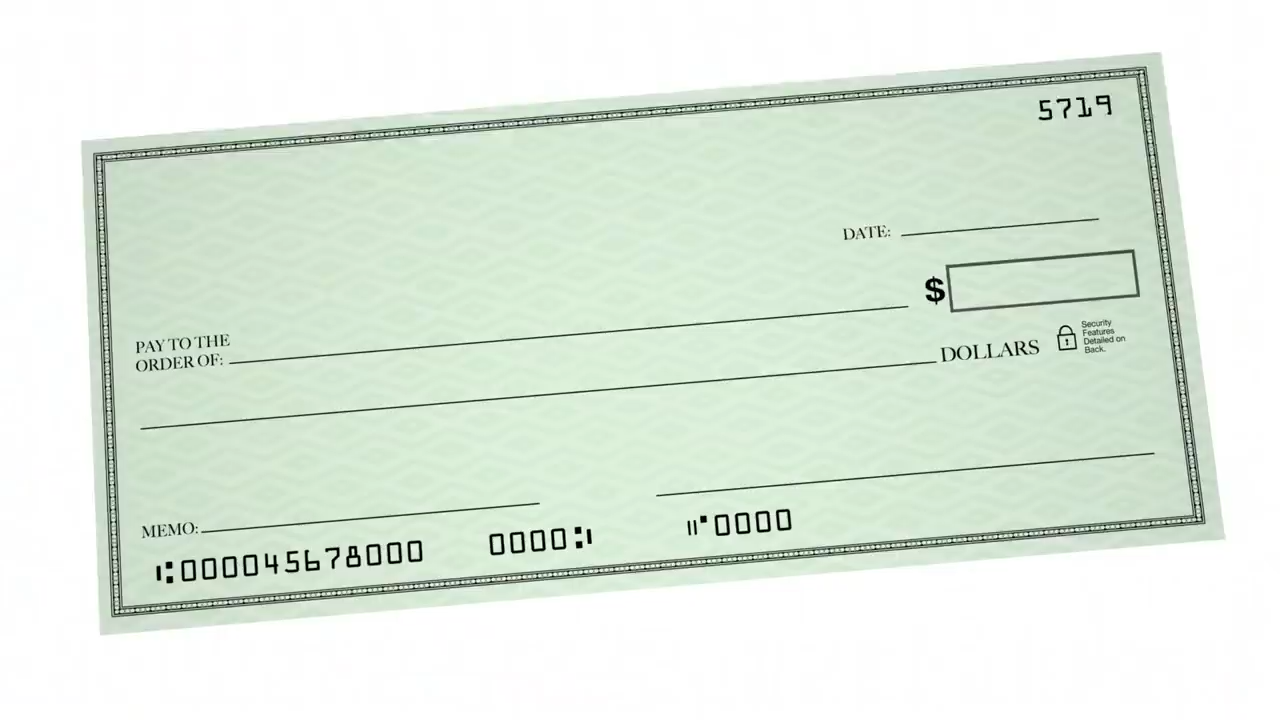 5719
DATE:
$
PAY TO THE
ORDER OF:
DOLLARS
Security
Features
Detailed on
Back.
MEMO:
⑆000045678000 0000⑆ ⑈0000